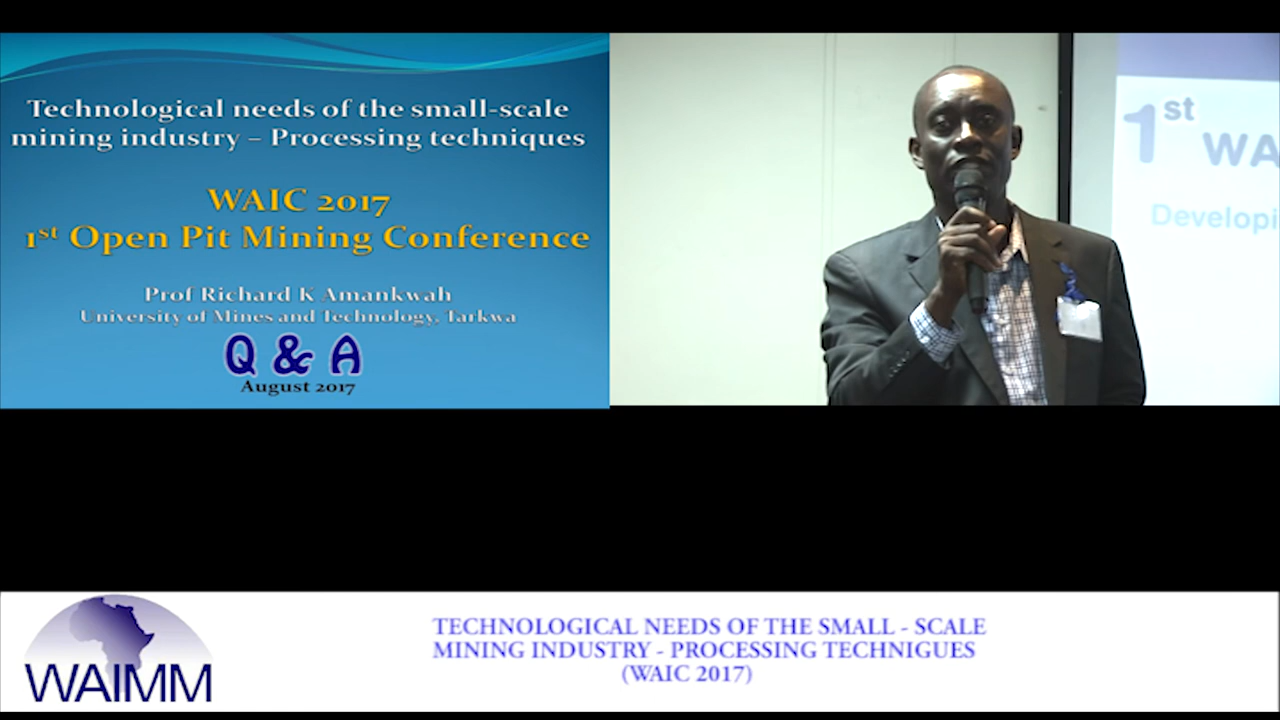 Technological needs of the small-scale
mining industry – Processing techniques
WAIC 2017
1st Open Pit Mining Conference
Prof Richard K Amankwah
University of Mines and Technology, Tarkwa
Q & A
August 2017
1st WA
Developi
WAIMM
TECHNOLOGICAL NEEDS OF THE SMALL - SCALE
MINING INDUSTRY - PROCESSING TECHNIGUES
(WAIC 2017)